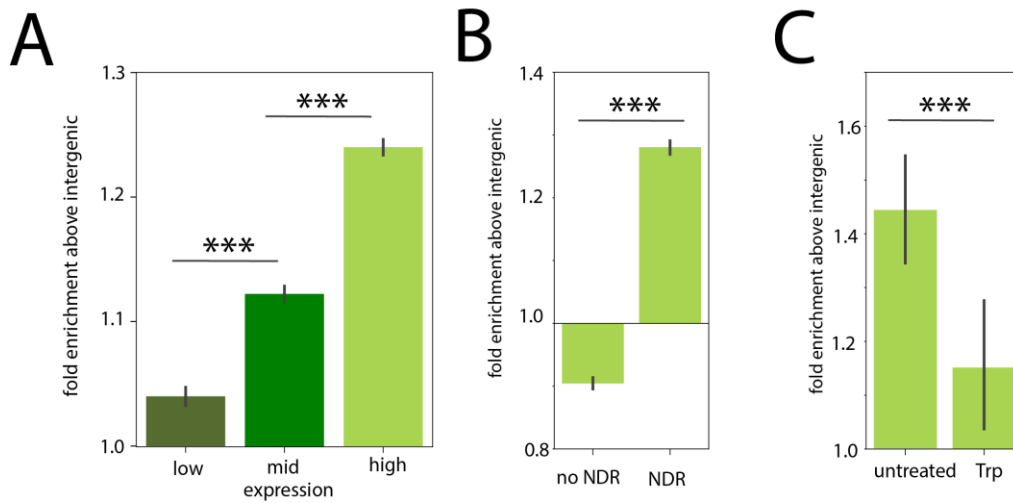 A
fold enrichment above intergenic
1.3
1.2
1.1
1.0
***
***
low
mid
high
expression
B
fold enrichment above intergenic
1.4
1.2
1.0
0.8
***
no NDR
NDR
C
fold enrichment above intergenic
1.6
1.4
1.2
1.0
***
untreated
Trp